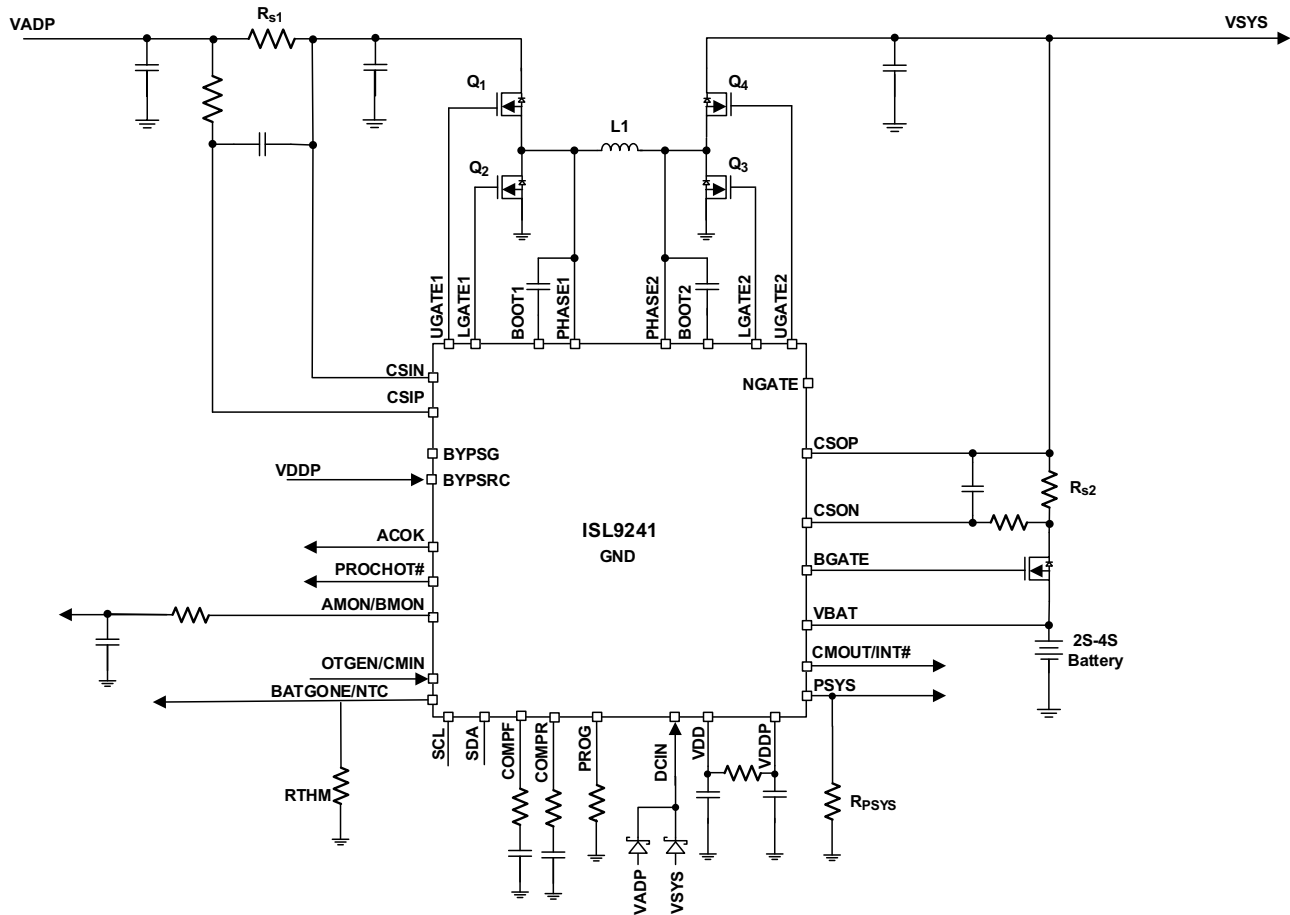 Rs1
VADP
VSYS
Q1
Q4
L1
Q2
Q3
UGATE1
LGATE1
BOOT1
PHASE1
PHASE2
BOOT2
LGATE2
UGATE2
CSIN
NGATE
CSIP
CSOP
BYPSG
VDDP
BYPSRC
Rs2
CSON
ISL9241
GND
ACOK
BGATE
PROCHOT#
AMON/BMON
VBAT
2S-4S
Battery
OTGEN/CMIN
CMOUT/INT#
BATGONE/NTC
PSYS
SCL
SDA
COMPF
COMPR
PROG
DCIN
VDD
VDDP
RTHM
RPSYS
VADP
VSYS